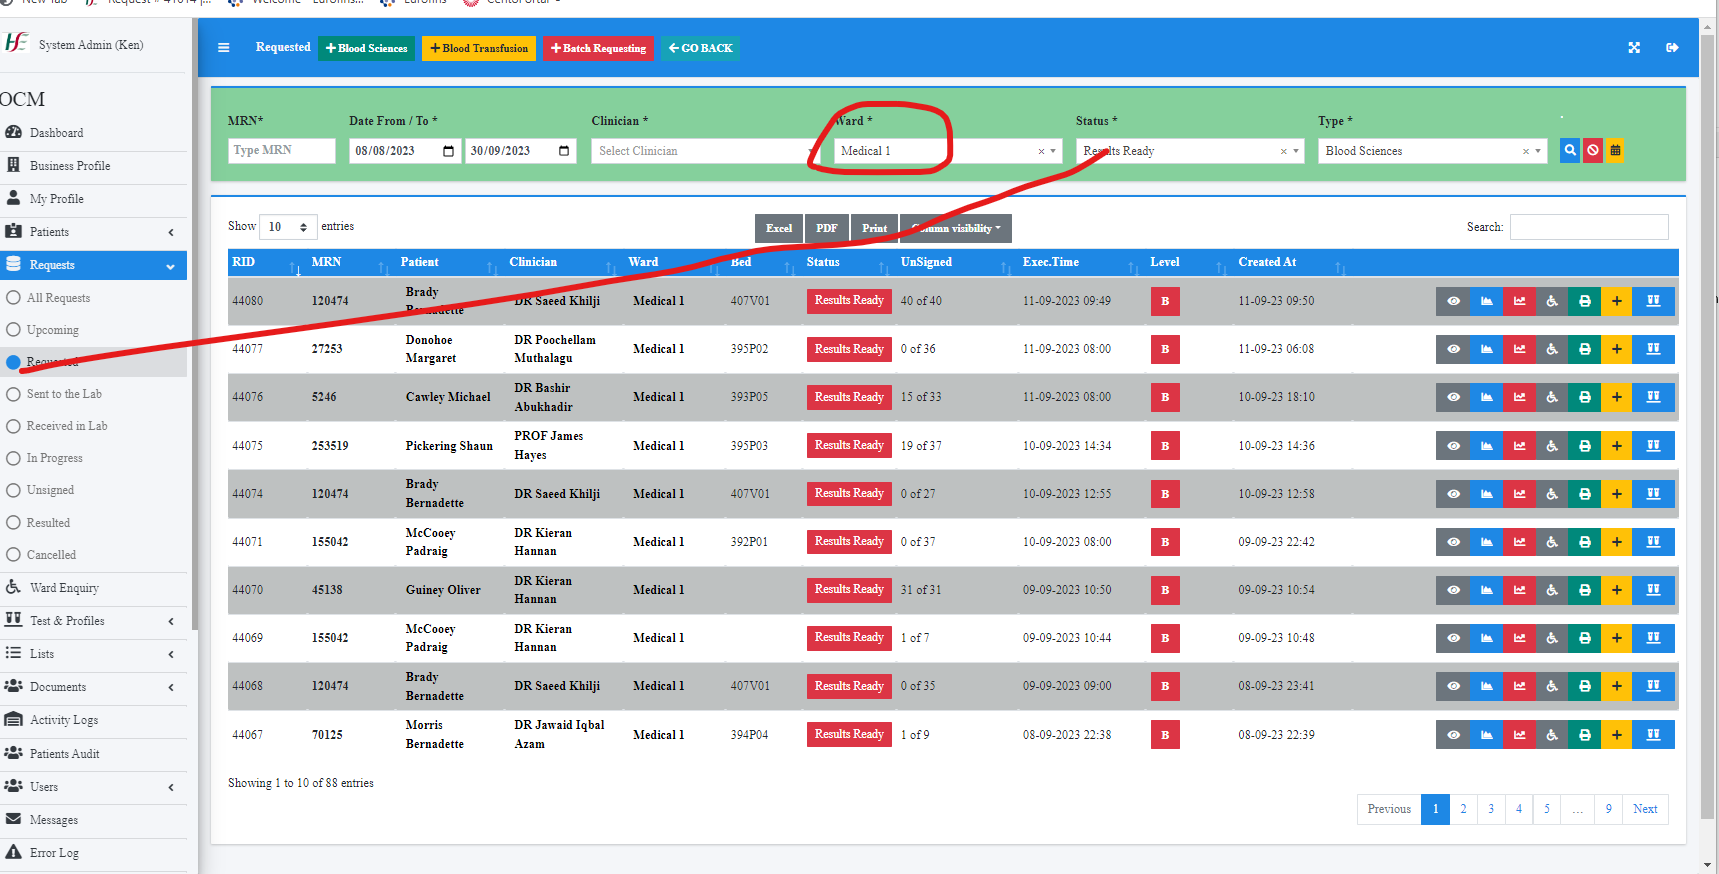 New Tab
Request # 41614 |...
Welcome - Eurofins...
Eurofins
CentoPortal
System Admin (Ken)
Requested
Blood Sciences
Blood Transfusion
Batch Requesting
GO BACK
OCM
Dashboard
Business Profile
My Profile
Patients
Requests
All Requests
Upcoming
Requested
Sent to the Lab
Received in Lab
In Progress
Unsigned
Resulted
Cancelled
Ward Enquiry
Test & Profiles
Lists
Documents
Activity Logs
Patients Audit
Users
Messages
Error Log
MRN* Date From / To * Clinician * Ward * Status * Type *
Type MRN 08/08/2023 30/09/2023 Select Clinician Medical 1 × Results Ready × Blood Sciences ×
Show 10 entries Excel PDF Print Column visibility Search:
RID MRN Patient Clinician Ward Bed Status UnSigned Exec.Time Level Created At
44080 120474 Brady Bernadette DR Saeed Khilji Medical 1 407V01 Results Ready 40 of 40 11-09-2023 09:49 B 11-09-23 09:50
44077 27253 Donohoe Margaret DR Poochellam Muthalagu Medical 1 395P02 Results Ready 0 of 36 11-09-2023 08:00 B 11-09-23 06:08
44076 5246 Cawley Michael DR Bashir Abukhadir Medical 1 393P05 Results Ready 15 of 33 11-09-2023 08:00 B 10-09-23 18:10
44075 253519 Pickering Shaun PROF James Hayes Medical 1 395P03 Results Ready 19 of 37 10-09-2023 14:34 B 10-09-23 14:36
44074 120474 Brady Bernadette DR Saeed Khilji Medical 1 407V01 Results Ready 0 of 27 10-09-2023 12:55 B 10-09-23 12:58
44071 155042 McCooey Padraig DR Kieran Hannan Medical 1 392P01 Results Ready 0 of 37 10-09-2023 08:00 B 09-09-23 22:42
44070 45138 Guiney Oliver DR Kieran Hannan Medical 1 Results Ready 31 of 31 09-09-2023 10:50 B 09-09-23 10:54
44069 155042 McCooey Padraig DR Kieran Hannan Medical 1 Results Ready 1 of 7 09-09-2023 10:44 B 09-09-23 10:48
44068 120474 Brady Bernadette DR Saeed Khilji Medical 1 407V01 Results Ready 0 of 35 09-09-2023 09:00 B 08-09-23 23:41
44067 70125 Morris Bernadette DR Jawaid Iqbal Azam Medical 1 394P04 Results Ready 1 of 9 08-09-2023 22:38 B 08-09-23 22:39
Showing 1 to 10 of 88 entries
Previous 1 2 3 4 5 ... 9 Next